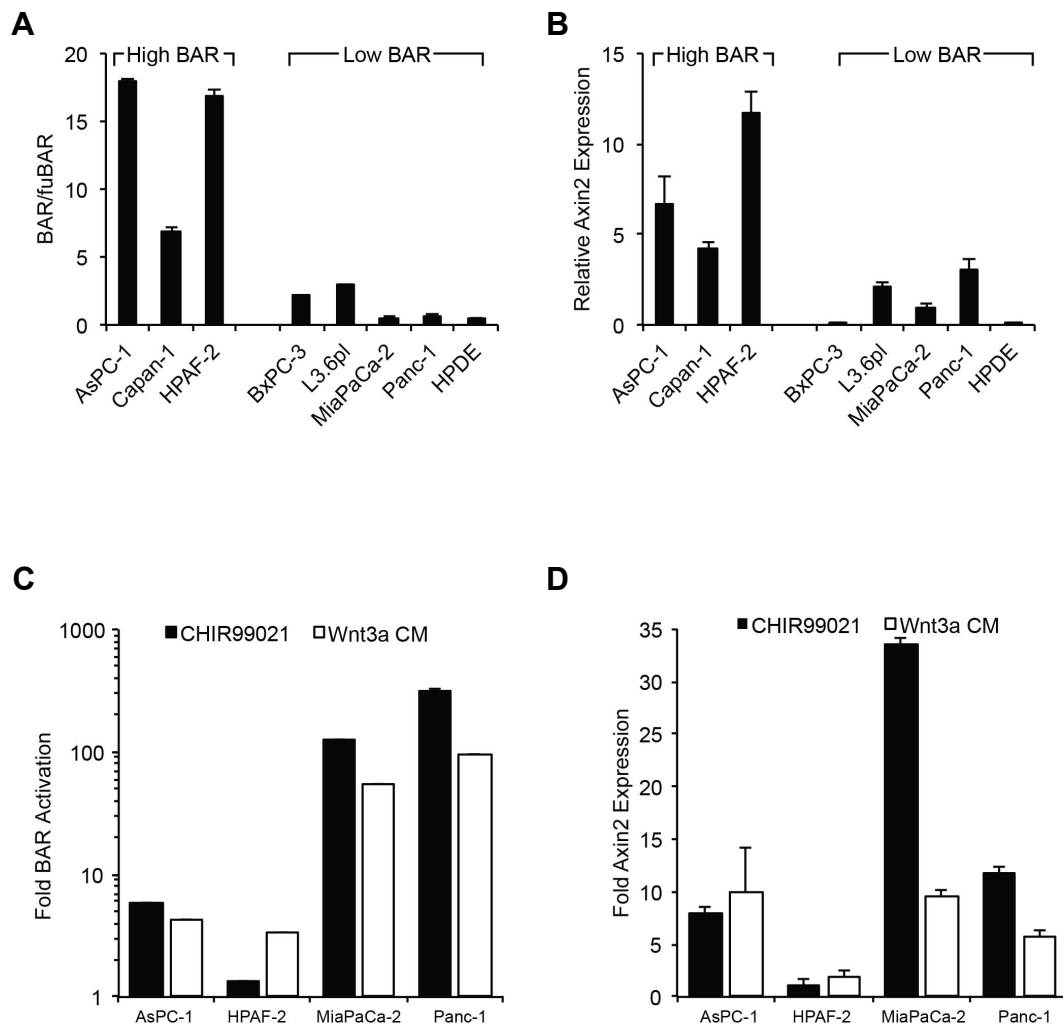 A
High BAR
Low BAR
20
15
10
5
0
BAR/fuBAR
AsPC-1
Capan-1
HPAF-2
BxPC-3
L3.6pl
MiaPaCa-2
Panc-1
HPDE
B
High BAR
Low BAR
15
10
5
0
Relative Axin2 Expression
AsPC-1
Capan-1
HPAF-2
BxPC-3
L3.6pl
MiaPaCa-2
Panc-1
HPDE
C
CHIR99021
Wnt3a CM
1000
100
10
1
Fold BAR Activation
AsPC-1
HPAF-2
MiaPaCa-2
Panc-1
D
CHIR99021
Wnt3a CM
35
30
25
20
15
10
5
0
Fold Axin2 Expression
AsPC-1
HPAF-2
MiaPaCa-2
Panc-1